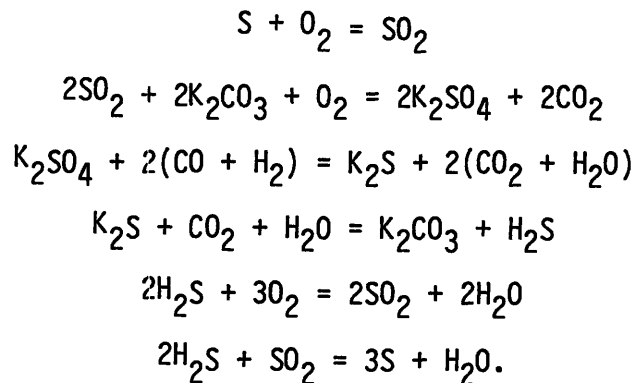 S + O₂ = SO₂
2SO₂ + 2K₂CO₃ + O₂ = 2K₂SO₄ + 2CO₂
K₂SO₄ + 2(CO + H₂) = K₂S + 2(CO₂ + H₂O)
K₂S + CO₂ + H₂O = K₂CO₃ + H₂S
2H₂S + 3O₂ = 2SO₂ + 2H₂O
2H₂S + SO₂ = 3S + H₂O.